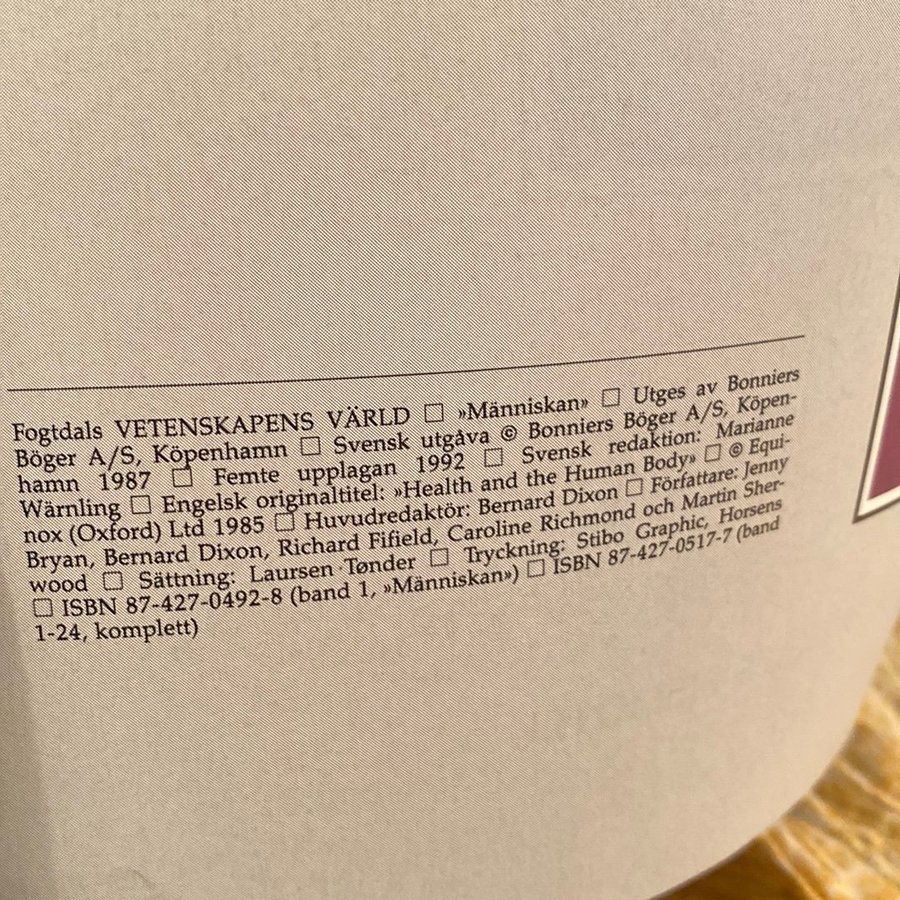 Fogtdals VETENSKAPENS VÄRLD □ »Människan» □ Utges av Bonniers
Böger A/S, Köpenhamn □ Svensk utgåva © Bonniers Böger A/S, Köpen-
hamn 1987 □ Femte upplagan 1992 □ Svensk redaktion: Marianne
Wärnling □ Engelsk originaltitel: »Health and the Human Body» □ © Equi-
nox (Oxford) Ltd 1985 □ Huvudredaktör: Bernard Dixon □ Författare: Jenny
Bryan, Bernard Dixon, Richard Fifield, Caroline Richmond och Martin Sher-
wood □ Sättning: Laursen Tønder □ Tryckning: Stibo Graphic, Horsens
□ ISBN 87-427-0492-8 (band 1, »Människan») □ ISBN 87-427-0517-7 (band
1-24, komplett)